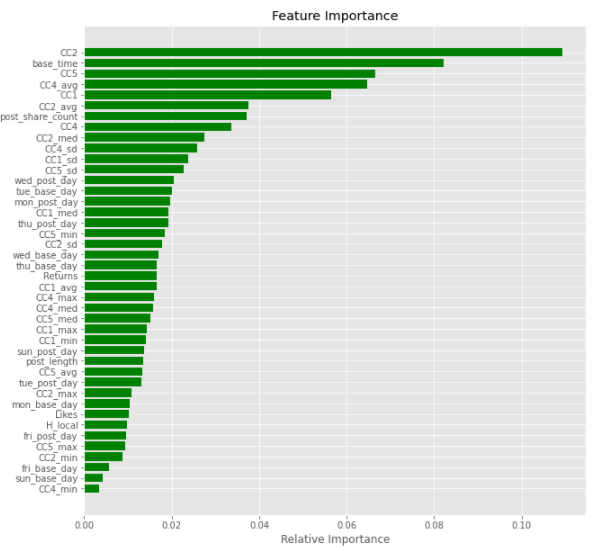 Feature Importance
CC2
base_time
CC5
CC4_avg
CC1
CC2_avg
post_share_count
CC4
CC2_med
CC4_sd
CC1_sd
CC5_sd
wed_post_day
tue_base_day
mon_post_day
CC1_med
thu_post_day
CC5_min
CC2_sd
wed_base_day
thu_base_day
Returns
CC1_avg
CC4_max
CC4_med
CC5_med
CC1_max
CC1_min
sun_post_day
post_length
CC5_avg
tue_post_day
CC2_max
mon_base_day
Likes
H_local
fri_post_day
CC5_max
CC2_min
fri_base_day
sun_base_day
CC4_min
0.00 0.02 0.04 0.06 0.08 0.10
Relative Importance